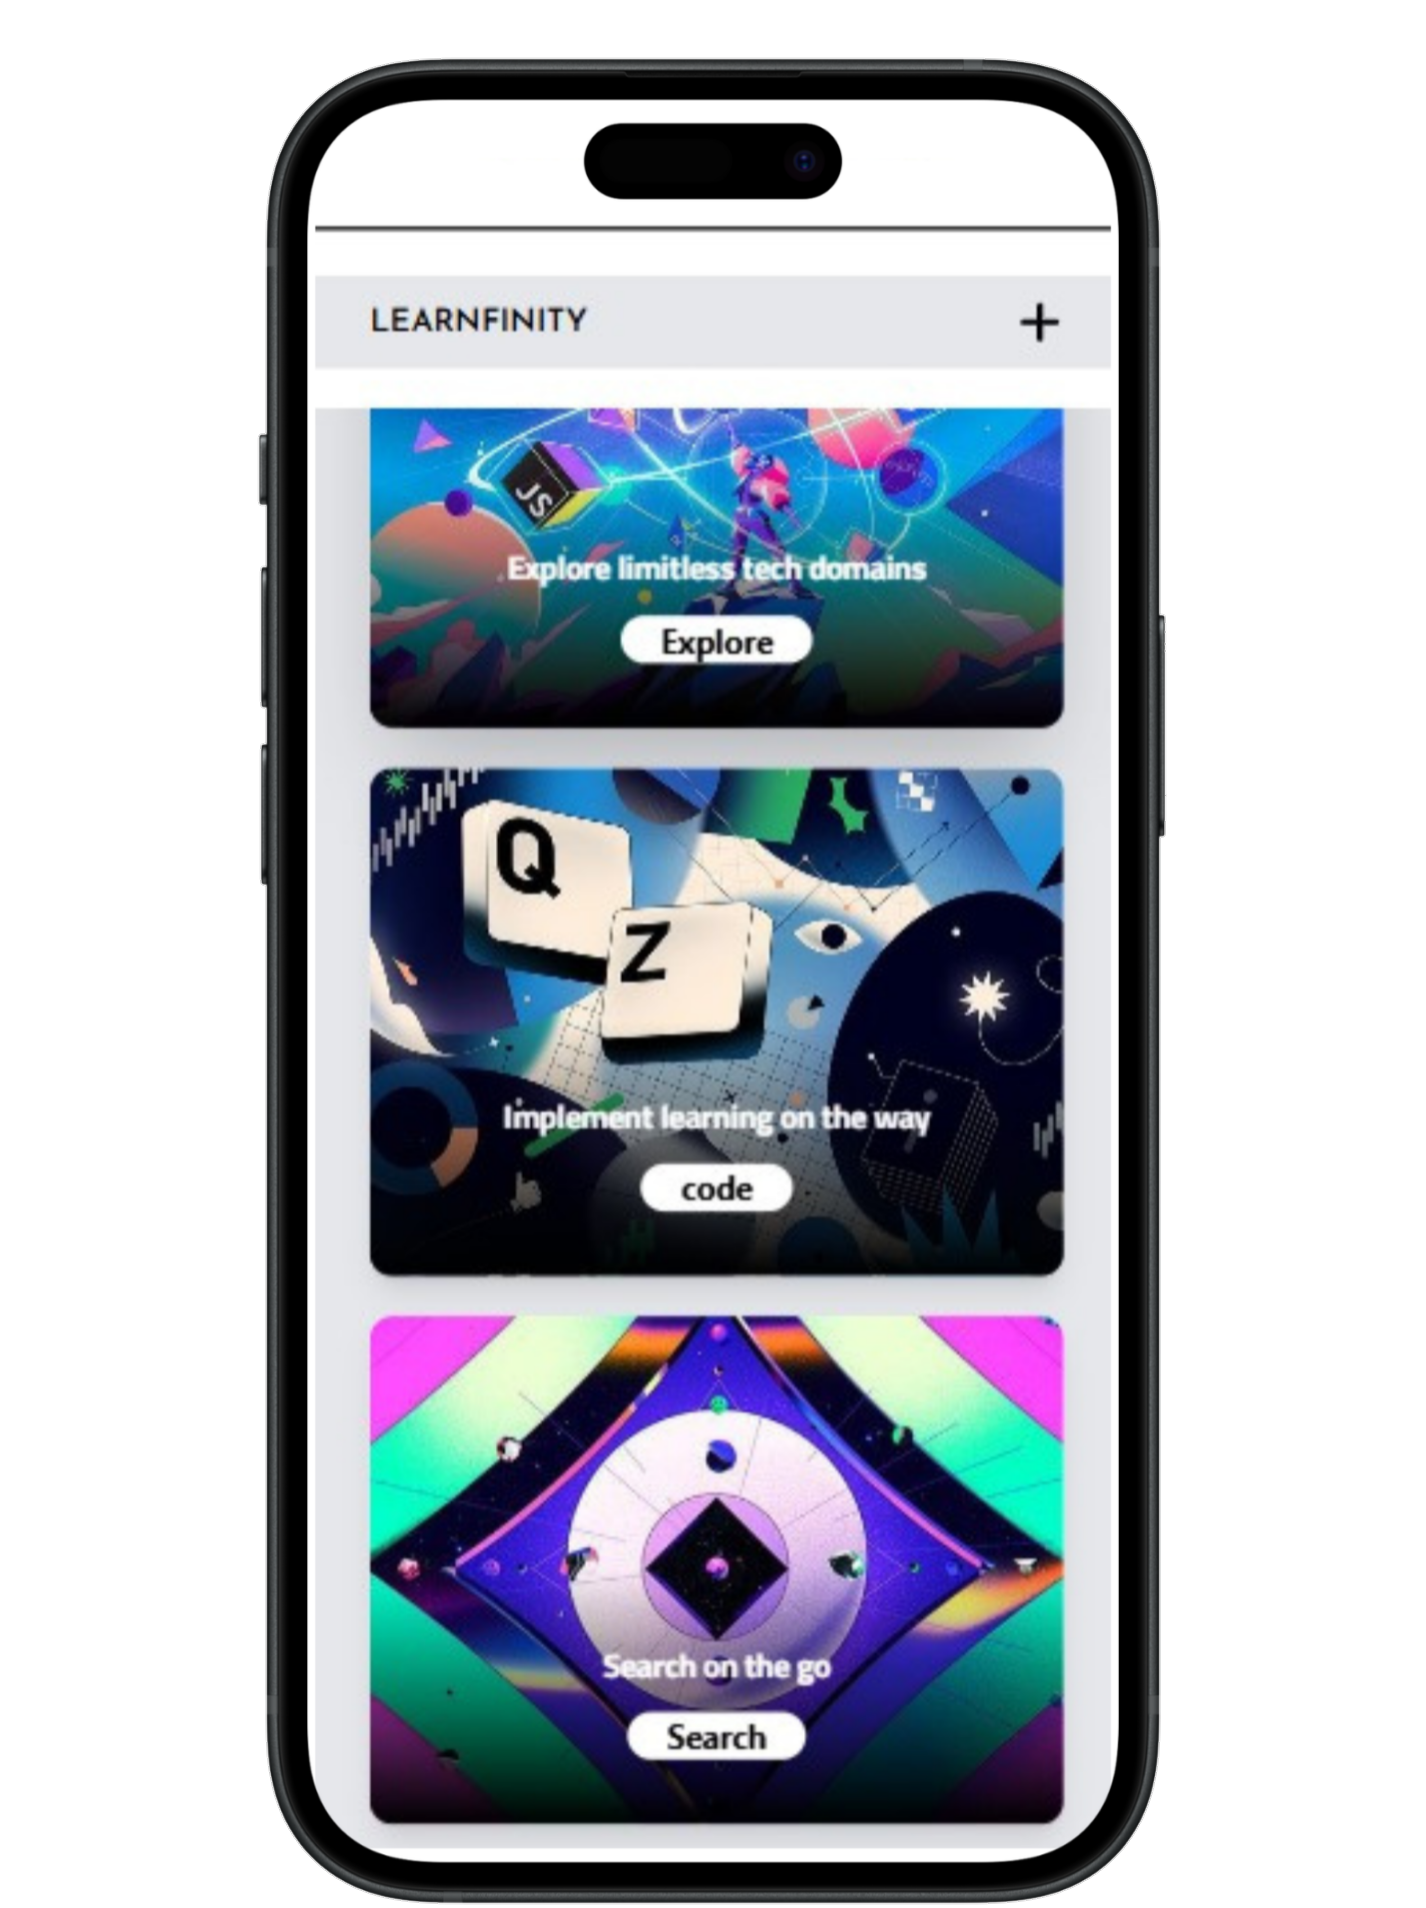 LEARNFINITY
JS
Explore limitless tech domains
Explore
Q
Z
Implement learning on the way
code
Search on the go
Search